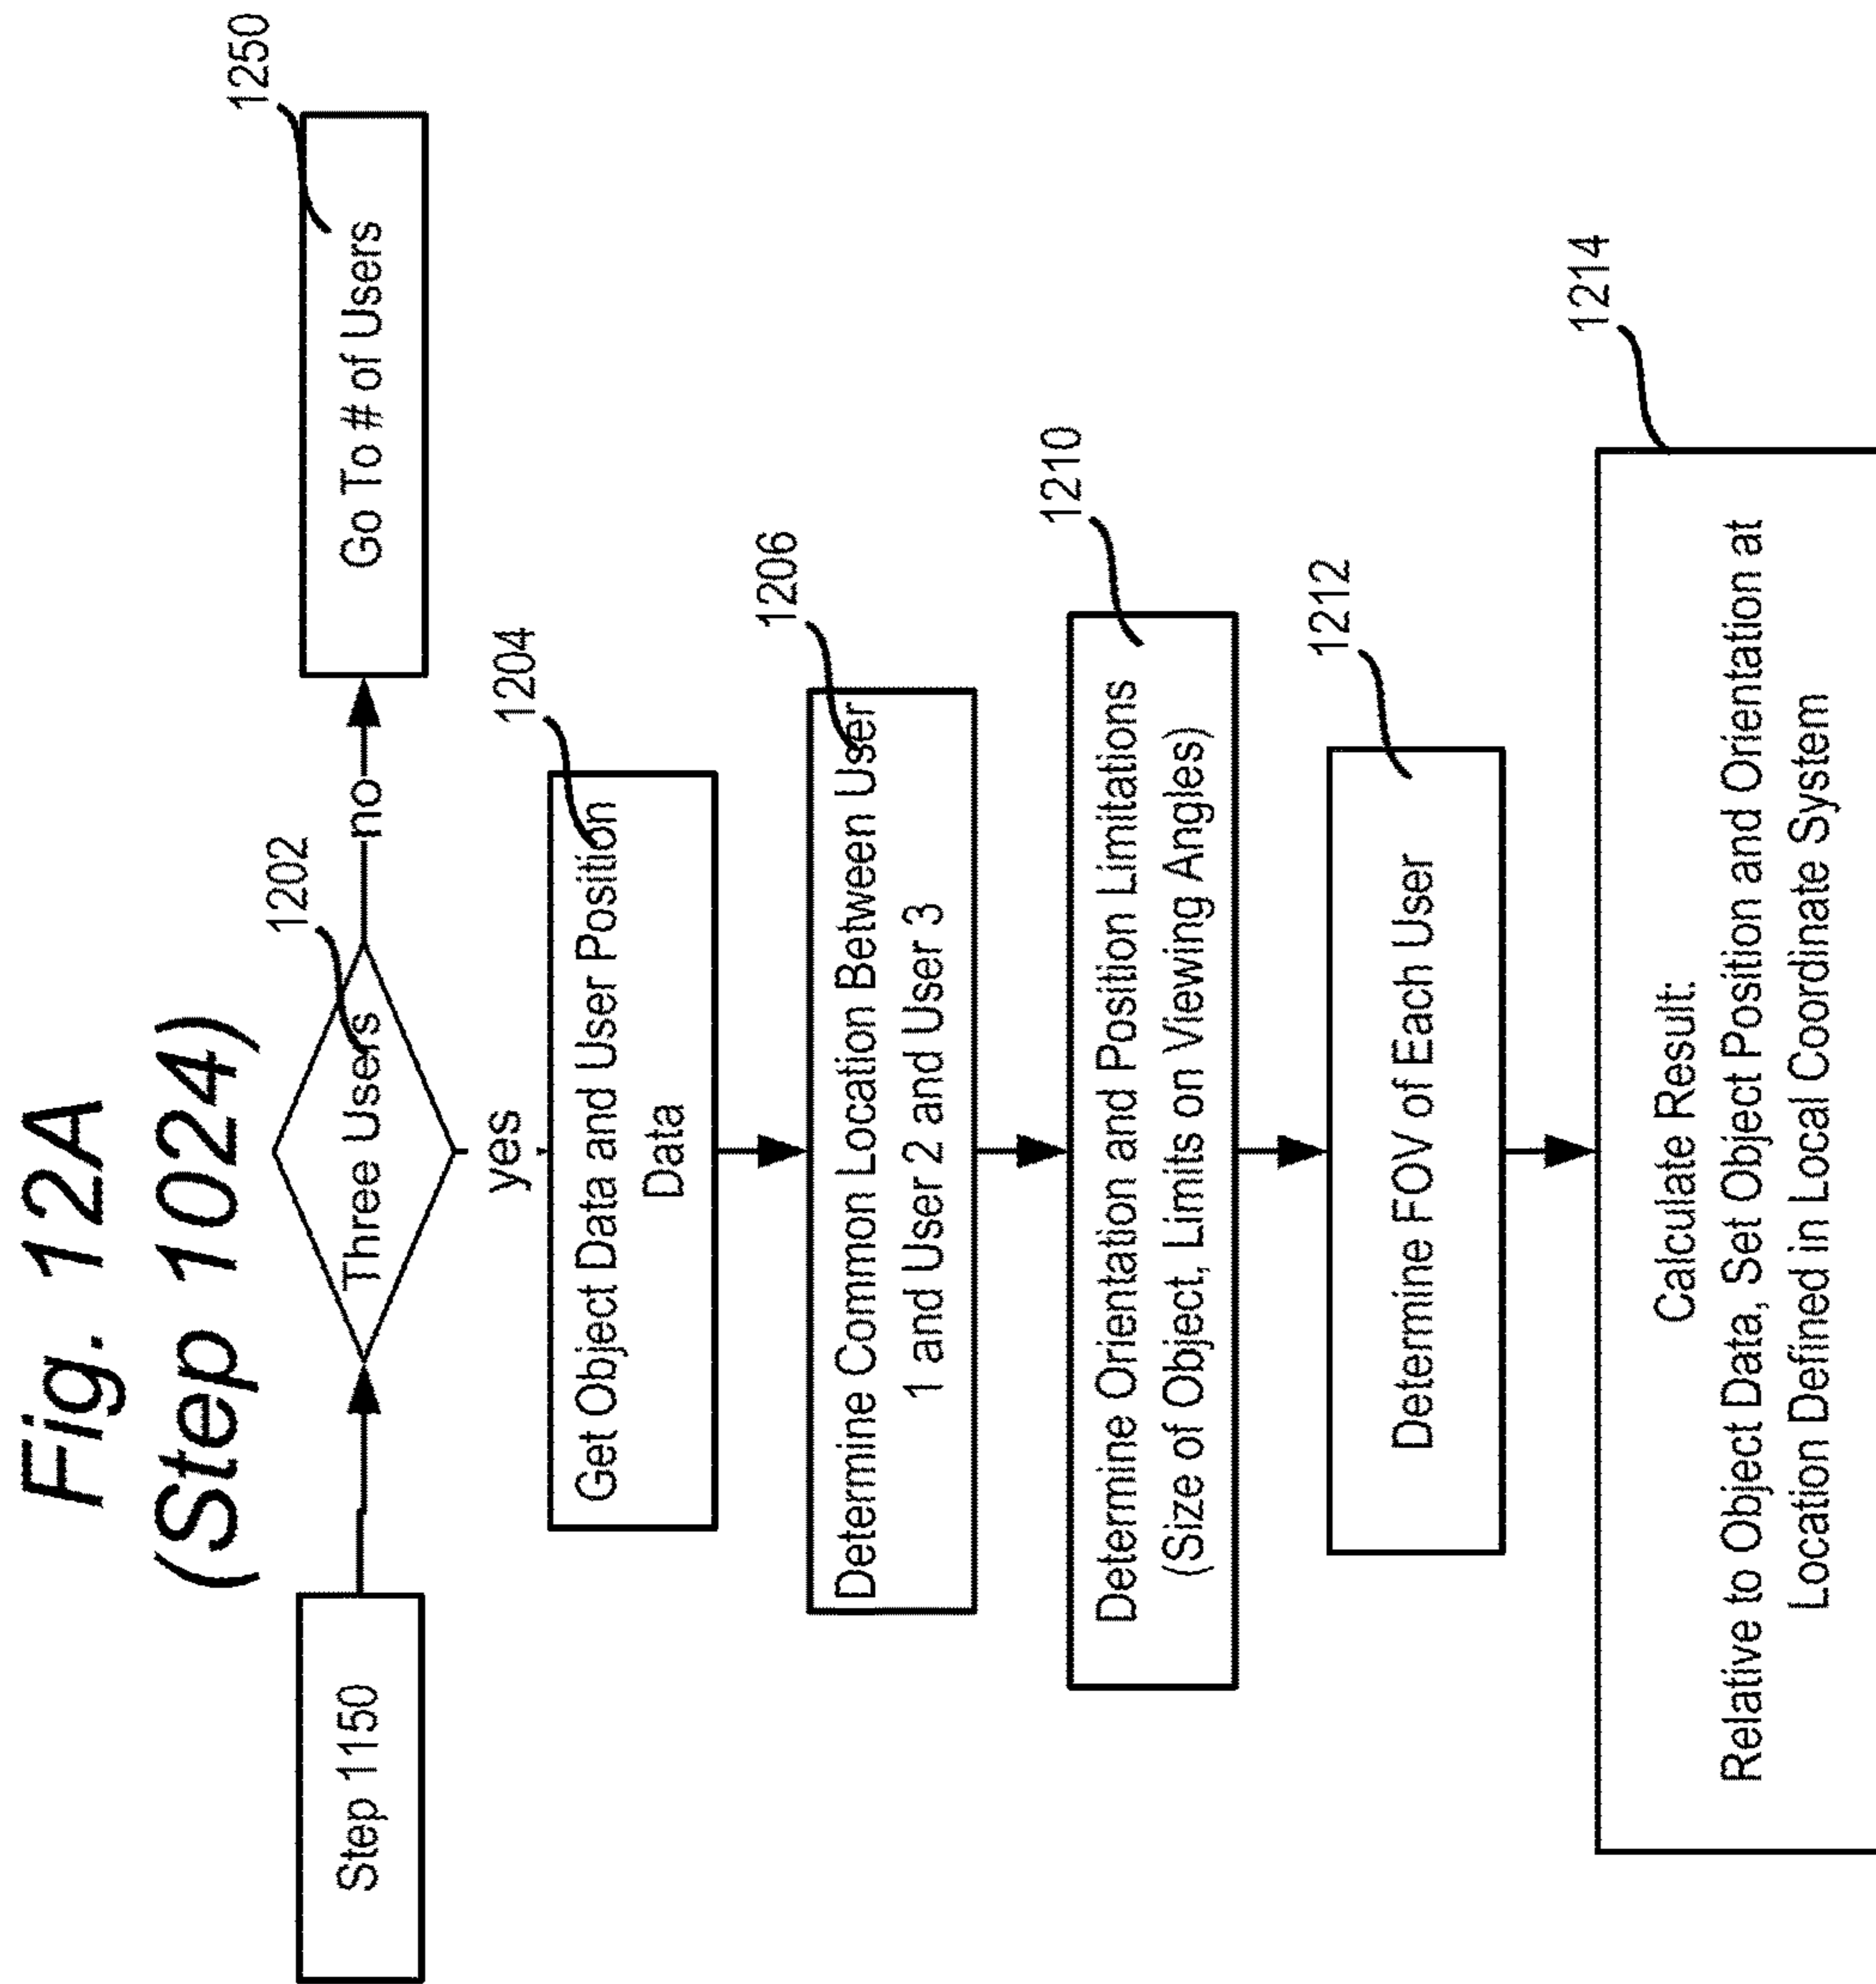 Fig. 12A
(Step 1024)
Step 1150
Three Users
1202
no
Go To # of Users
1250
yes
Get Object Data and User Position
Data
1204
Determine Common Location Between User
1 and User 2 and User 3
1206
Determine Orientation and Position Limitations
(Size of Object, Limits on Viewing Angles)
1210
Determine FOV of Each User
1212
Calculate Result:
Relative to Object Data, Set Object Position and Orientation at
Location Defined in Local Coordinate System
1214